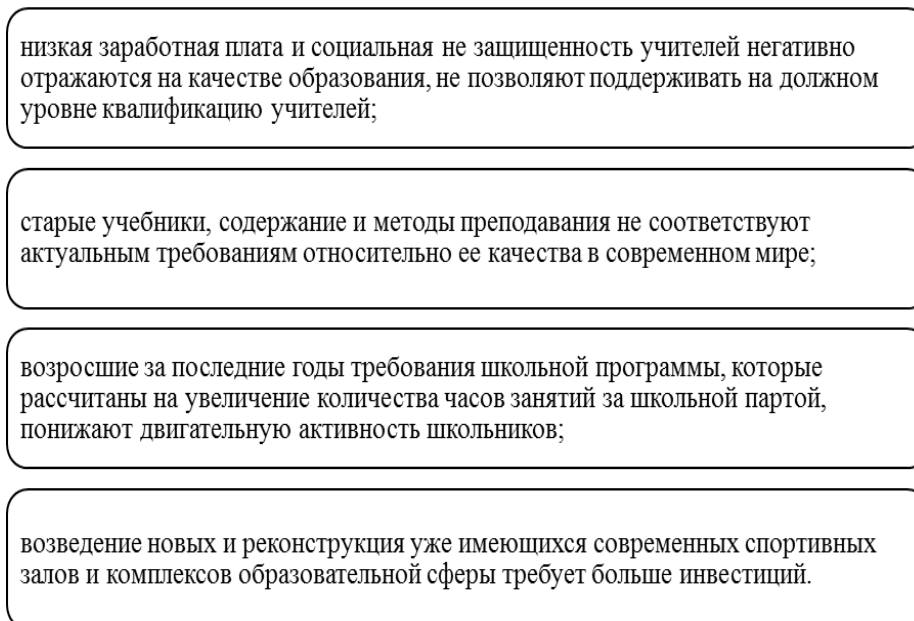 низкая заработная плата и социальная не защищенность учителей негативно
отражаются на качестве образования, не позволяют поддерживать на должном
уровне квалификацию учителей;
старые учебники, содержание и методы преподавания не соответствуют
актуальным требованиям относительно ее качества в современном мире;
возросшие за последние годы требования школьной программы, которые
рассчитаны на увеличение количества часов занятий за школьной партой,
понижают двигательную активность школьников;
возведение новых и реконструкция уже имеющихся современных спортивных
залов и комплексов образовательной сферы требует больше инвестиций.